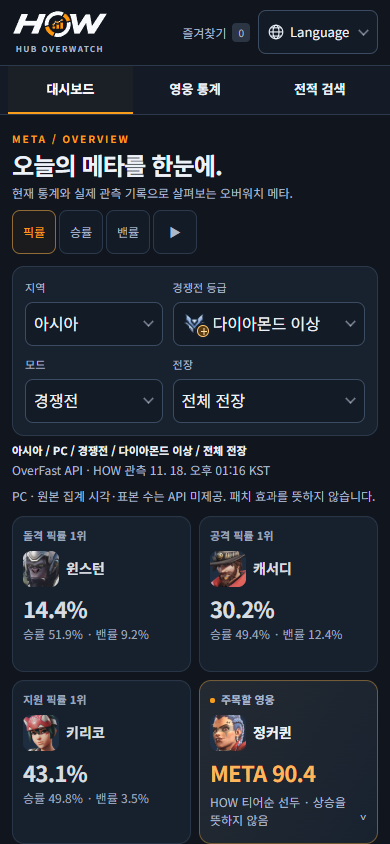 HOW
HUB OVERWATCH
즐겨찾기 0
Language
대시보드 영웅 통계 전적 검색
META / OVERVIEW
오늘의 메타를 한눈에.
현재 통계와 실제 관측 기록으로 살펴보는 오버워치 메타.
픽률 승률 밴률 ▶
지역 경쟁전 등급
아시아 다이아몬드 이상
모드 전장
경쟁전 전체 전장
아시아 / PC / 경쟁전 / 다이아몬드 이상 / 전체 전장
OverFast API · HOW 관측 11. 18. 오후 01:16 KST
PC · 원본 집계 시각·표본 수는 API 미제공. 패치 효과를 뜻하지 않습니다.
돌격 픽률 1위
윈스턴
14.4%
승률 51.9% · 밴률 9.2%
공격 픽률 1위
캐서디
30.2%
승률 49.4% · 밴률 12.4%
지원 픽률 1위
키리코
43.1%
승률 49.8% · 밴률 3.5%
주목할 영웅
정커퀸
META 90.4
HOW 티어순 선두 · 상승을
뜻하지 않음